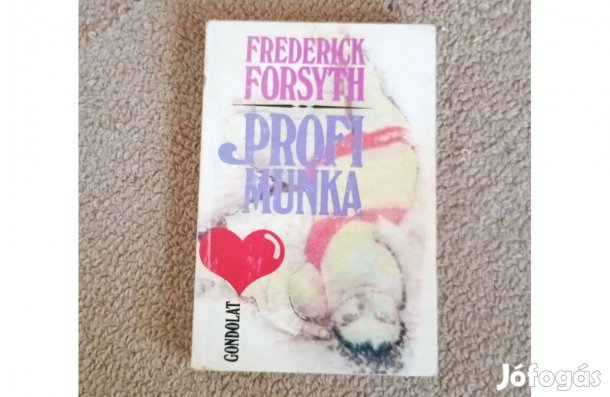 FREDERICK
FORSYTH
PROFI
MUNKA
GONDOLAT
Jófogás